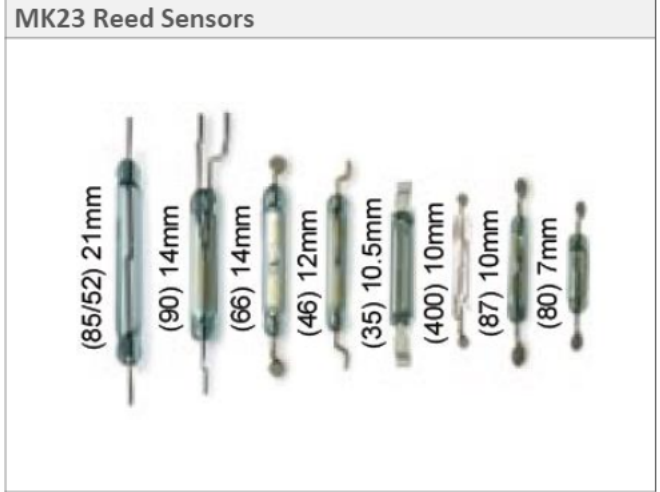 MK23 Reed Sensors
(85/52) 21mm
(90) 14mm
(66) 14mm
(46) 12mm
(35) 10.5mm
(400) 10mm
(87) 10mm
(80) 7mm